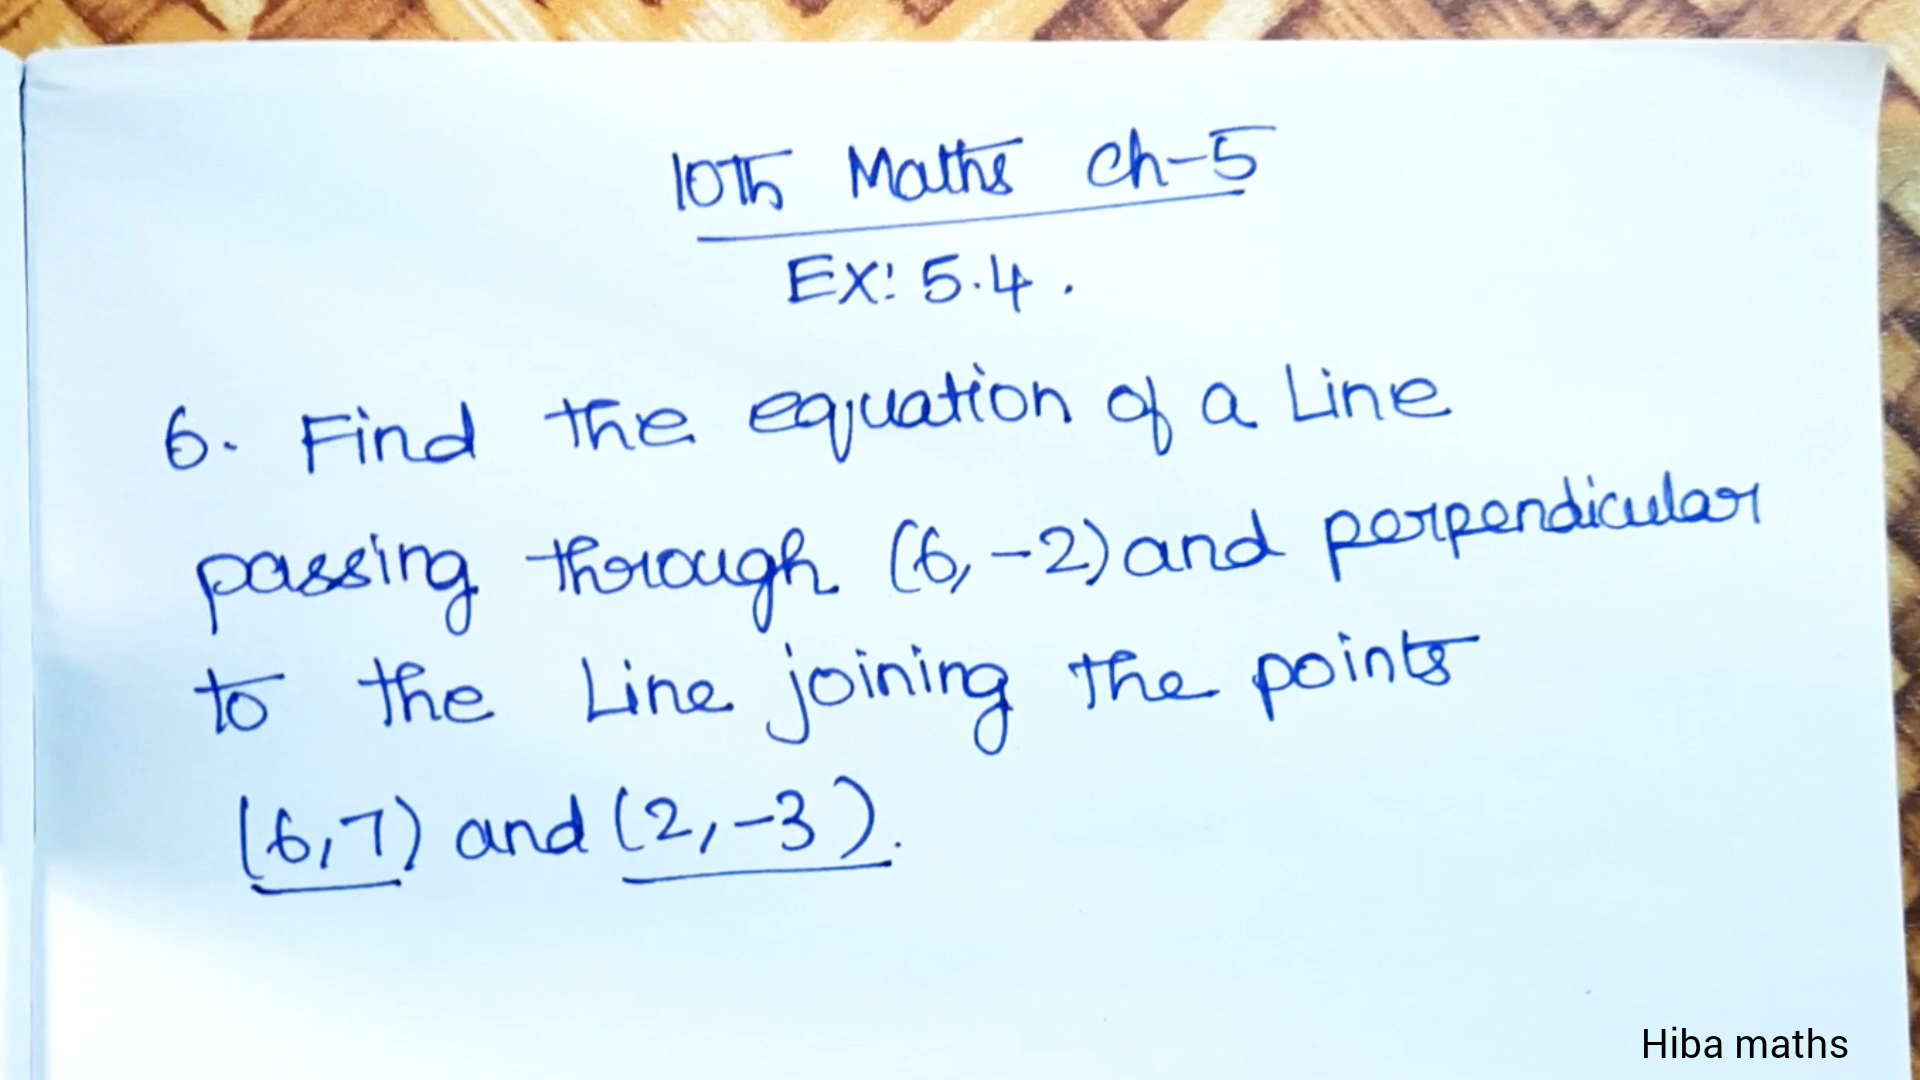 10th Maths Ch-5
EX: 5.4.
6. Find the equation of a Line
passing through (6, -2) and perpendicular
to the Line joining the points
(6,7) and (2,-3).
Hiba maths